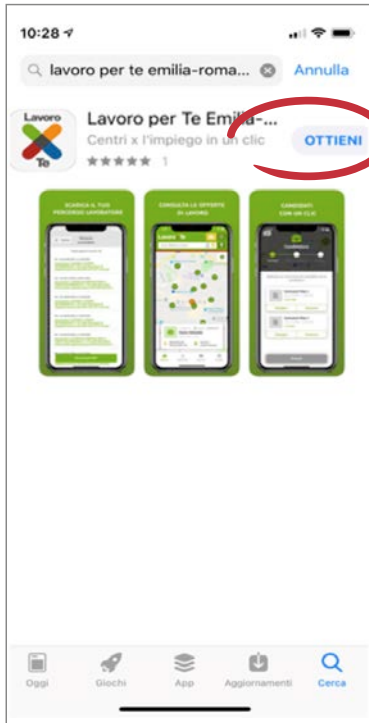 10:28
lavoro per te emilia-roma...
Annulla
Lavoro
Te
Lavoro per Te Emilia-...
Centri x l'impiego in un clic
1
OTTIENI
SCARICA IL TUO
PERCORSO LAVORATORE
CONSULTA LE OFFERTE
DI LAVORO
CANDIDATI
CON UN CLIC
Lavoro Te
Oggi
Giochi
App
Aggiornamenti
Cerca